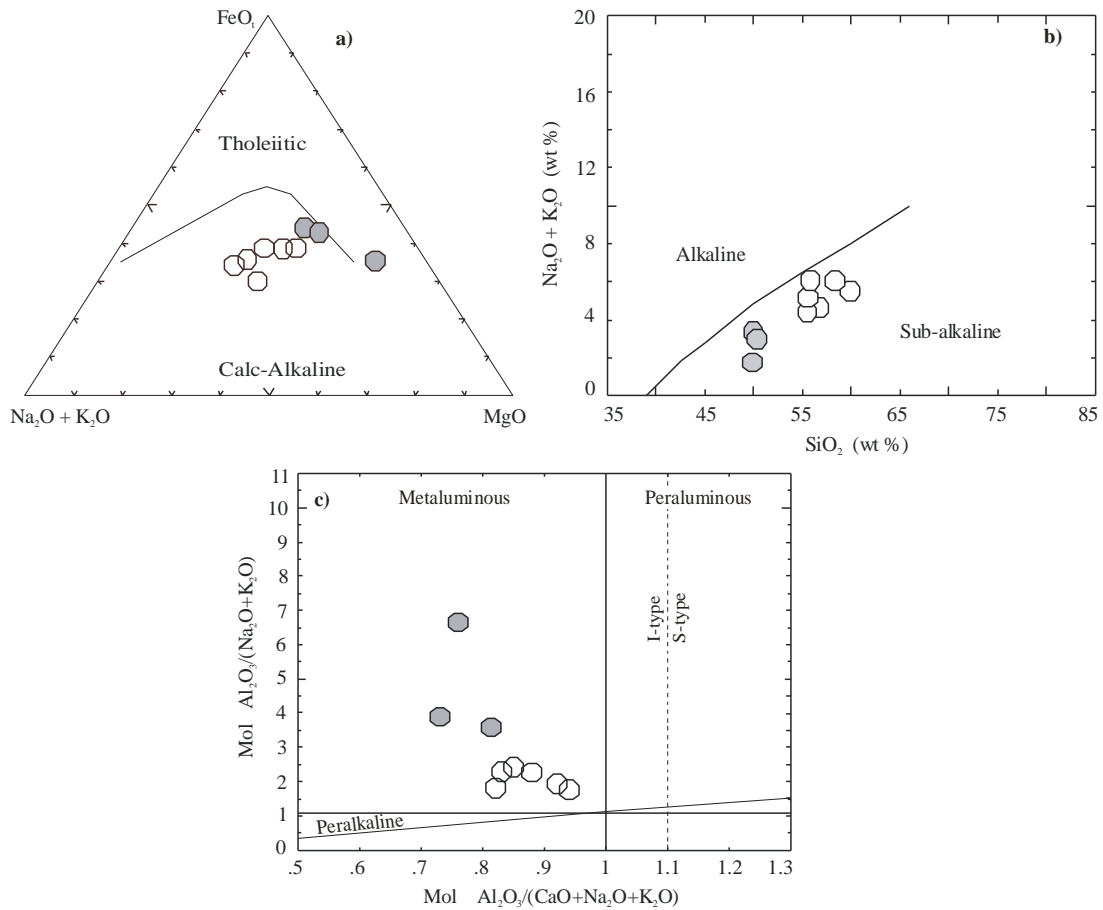 a)
FeOₜ
Tholeiitic
Calc-Alkaline
Na₂O + K₂O
MgO
b)
Na₂O + K₂O (wt %)
20
16
12
8
4
0
Alkaline
Sub-alkaline
35 45 55 65 75 85
SiO₂ (wt %)
c)
Metaluminous
Peraluminous
Mol Al₂O₃/(Na₂O+K₂O)
11
10
9
8
7
6
5
4
3
2
1
0
I-type
S-type
Peralkaline
.5 .6 .7 .8 .9 1 1.1 1.2 1.3
Mol Al₂O₃/(CaO+Na₂O+K₂O)